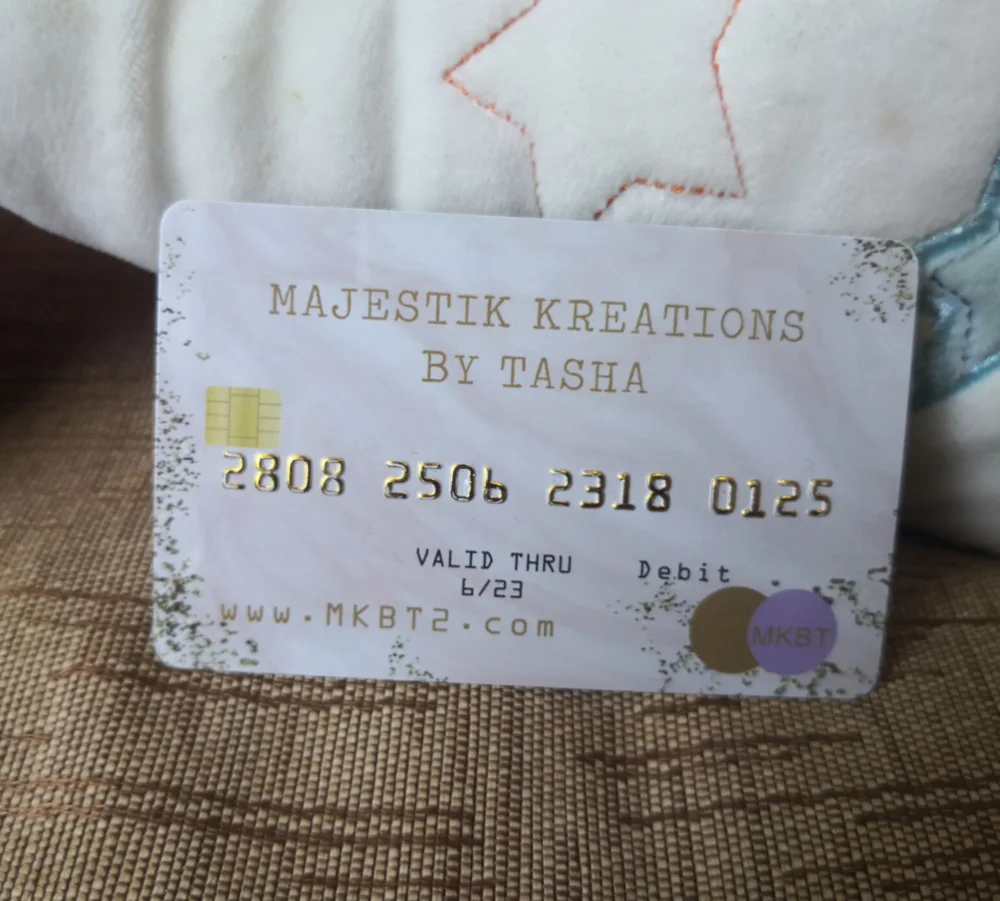 MAJESTIK KREATIONS
BY TASHA
2808 2506 2318 0125
VALID THRU
6/23
Debit
www.MKBT2.com
MKBT